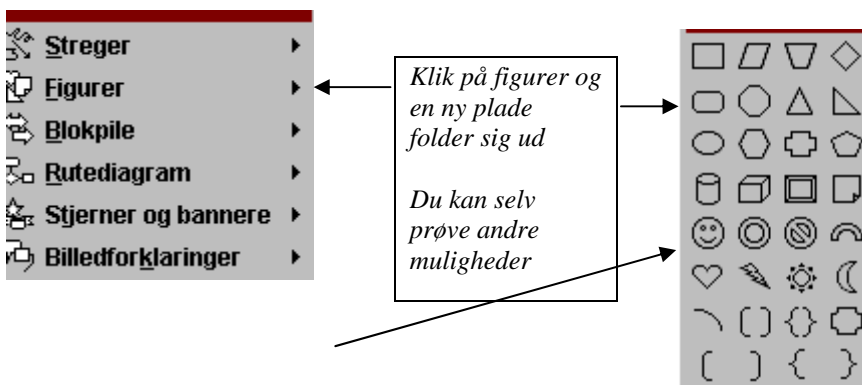 Streger
Figurer
Blokpile
Rutediagram
Stjerner og bannere
Billedforklaringer
Klik på figurer og
en ny plade
folder sig ud
Du kan selv
prøve andre
muligheder